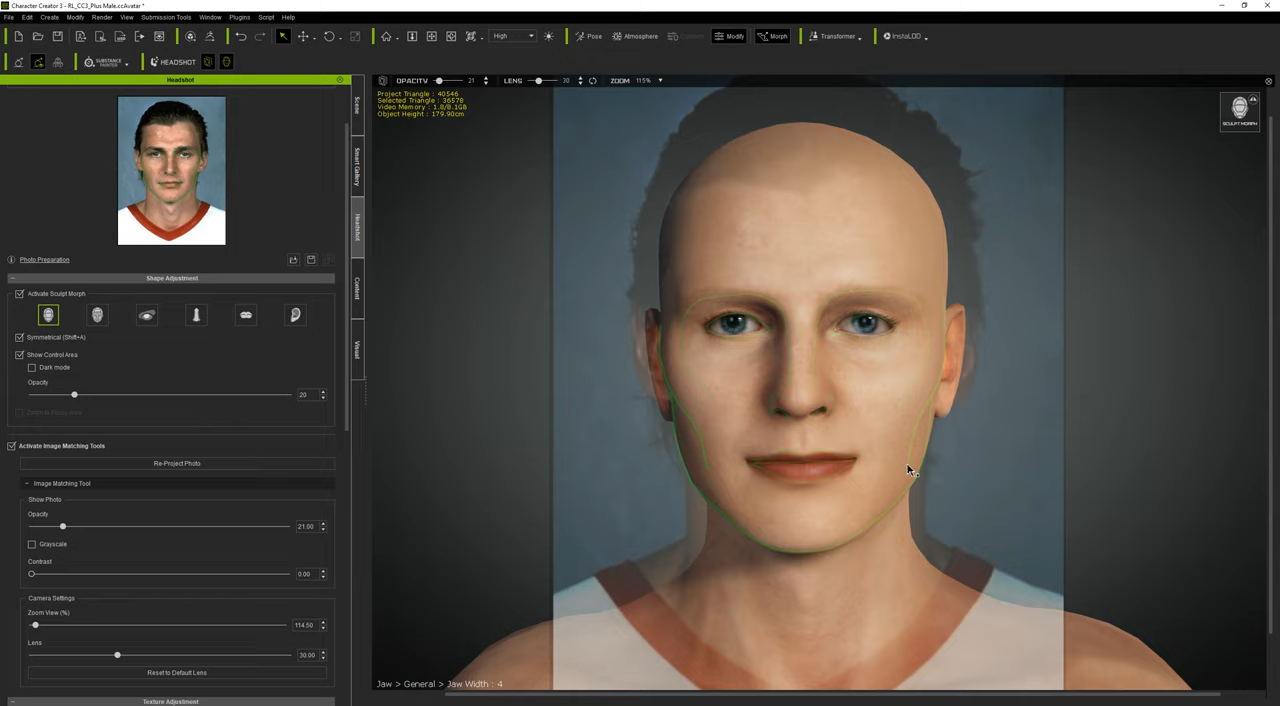 Character Creator 3 - RL_CC3_Plus Male.ccAvatar *
File Edit Create Modify Render View Submission Tools Window Plugins Script Help
High Pose Atmosphere Modify Morph Transformer InstaLOD
SUBSTANCE PAINTER HEADSHOT
Headshot
OPACITY 21 LENS 30 ZOOM 115%
Project Triangle : 40546
Selected Triangle : 36578
Video Memory : 1.8/8.1GB
Object Height : 179.90cm
SCULPT MORPH
Scene
Smart Gallery
Headshot
Content
Visual
Photo Preparation
Shape Adjustment
Activate Sculpt Morph
Symmetrical (Shift+A)
Show Control Area
Dark mode
Opacity
20
Activate Image Matching Tools
Re-Project Photo
Image Matching Tool
Show Photo
Opacity
21.00
Grayscale
Contrast
0.00
Camera Settings
Zoom View (%)
114.50
Lens
30.00
Reset to Default Lens
Texture Adjustment
Jaw > General > Jaw Width : 4